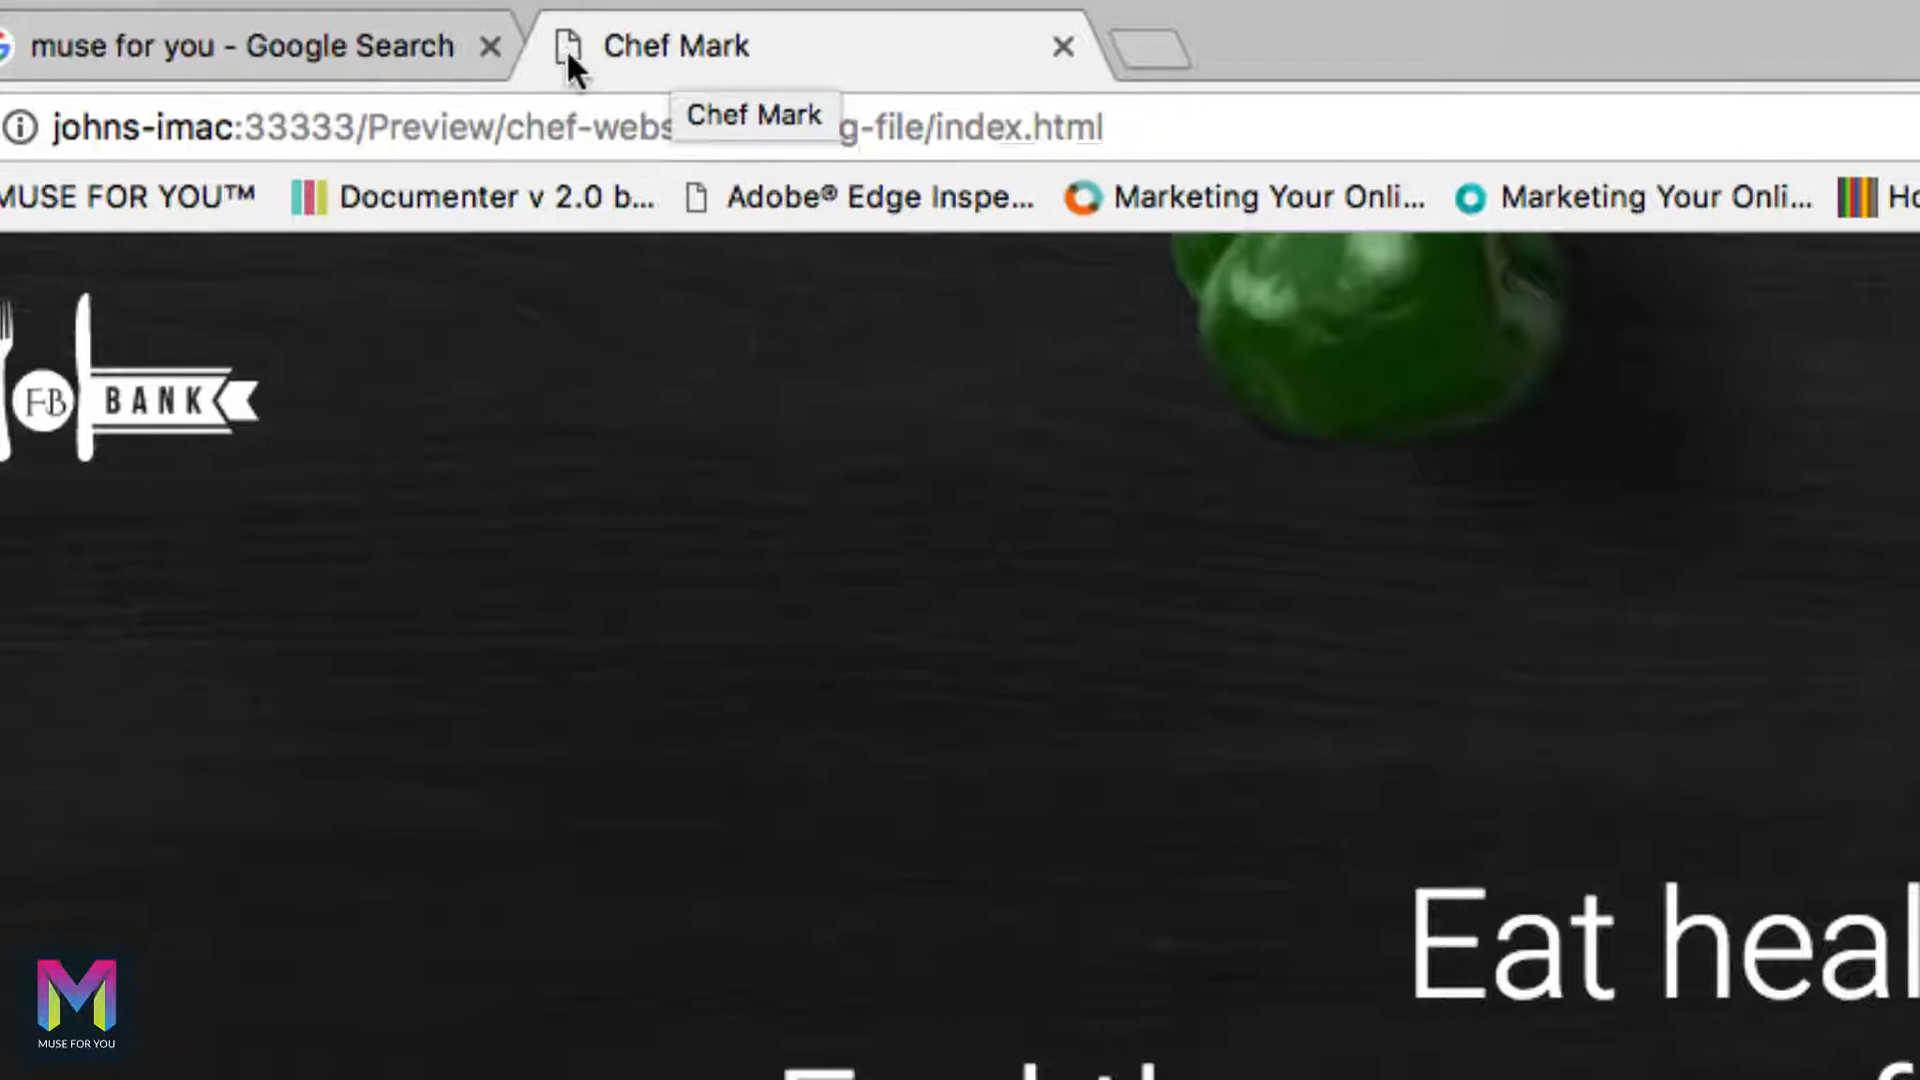 muse for you - Google Search
Chef Mark
Chef Mark
johns-imac:33333/Preview/chef-webs g-file/index.html
MUSE FOR YOU™
Documenter v 2.0 b...
Adobe® Edge Inspe...
Marketing Your Onli...
Marketing Your Onli...
Ho
FB
BANK
Eat heal
MUSE FOR YOU